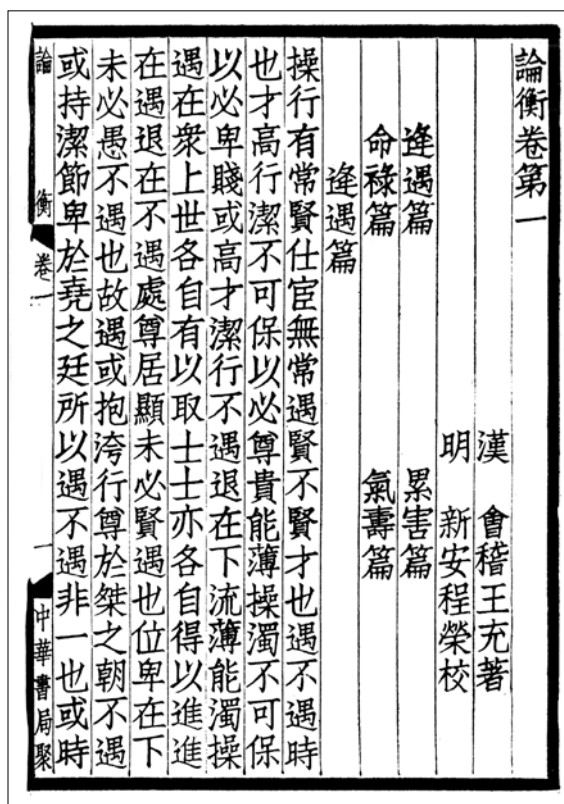 論衡卷第一
漢　會稽王充著
明　新安程榮校
逢遇篇　累害篇
命祿篇　氣壽篇
逢遇篇
操行有常賢仕宦無常遇賢不賢才也遇不遇時
也才高行潔不可保以必尊貴能薄操濁不可保
以必卑賤或高才潔行不遇退在下流薄能濁操
遇在衆上世各自有以取士士亦各自得以進進
在遇退在不遇處尊居顯未必賢遇也位卑在下
未必愚不遇也故遇或抱洿行尊於桀之朝不遇
或持潔節卑於堯之廷所以遇不遇非一也或時
論　衡　卷一　一　中華書局聚